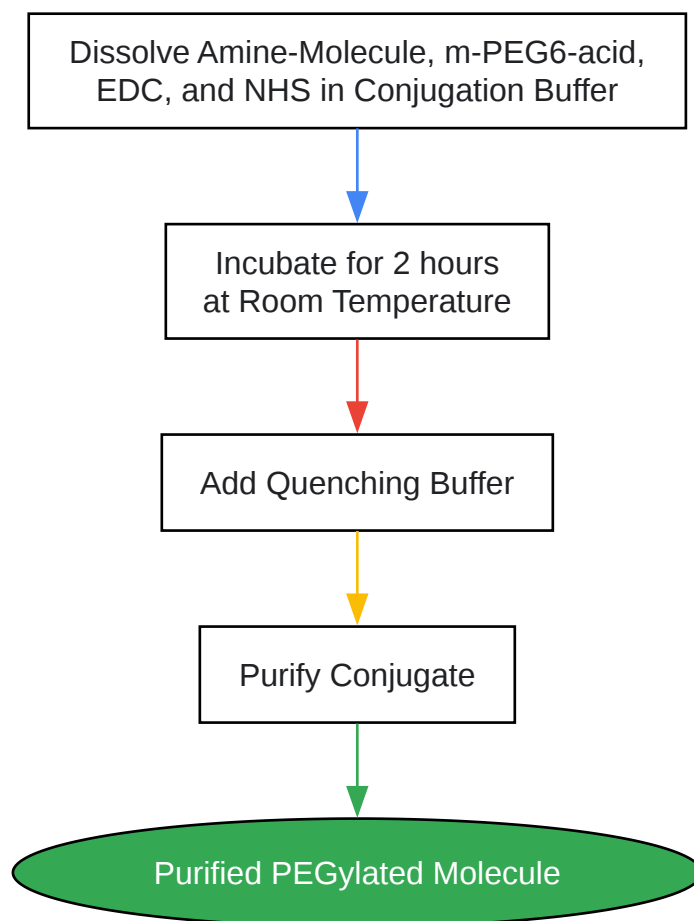 Dissolve Amine-Molecule, m-PEG6-acid,
EDC, and NHS in Conjugation Buffer
Incubate for 2 hours
at Room Temperature
Add Quenching Buffer
Purify Conjugate
Purified PEGylated Molecule